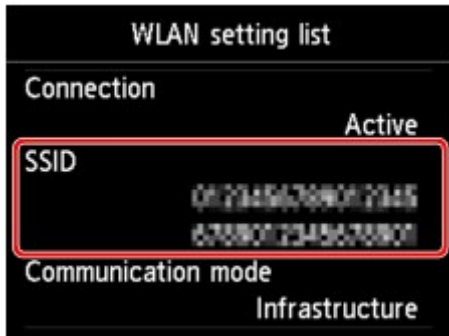 WLAN setting list
Connection
Active
SSID
Communication mode
Infrastructure